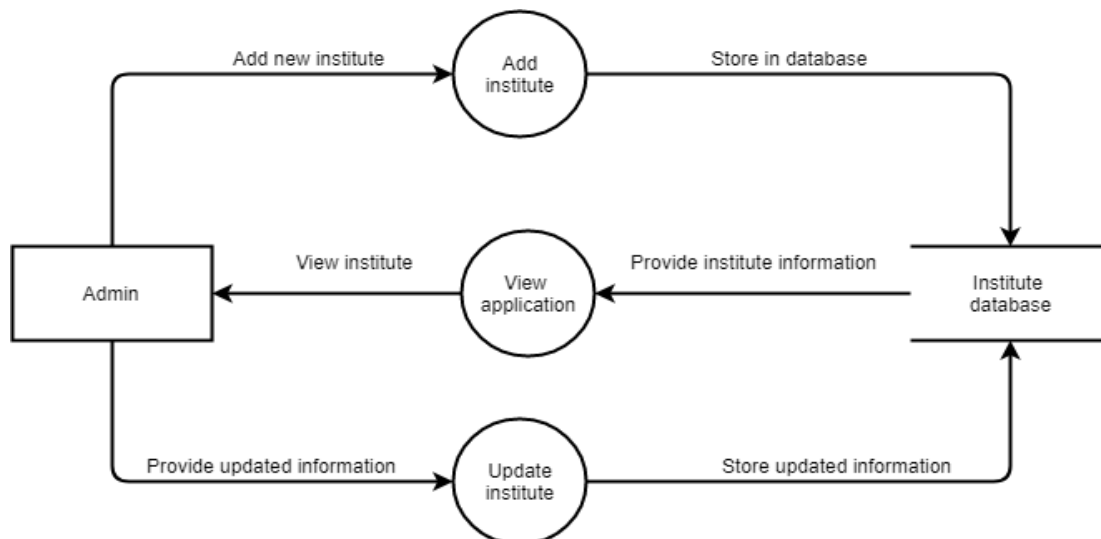 Add new institute
Add
institute
Store in database
Admin
View institute
View
application
Provide institute information
Institute
database
Provide updated information
Update
institute
Store updated information